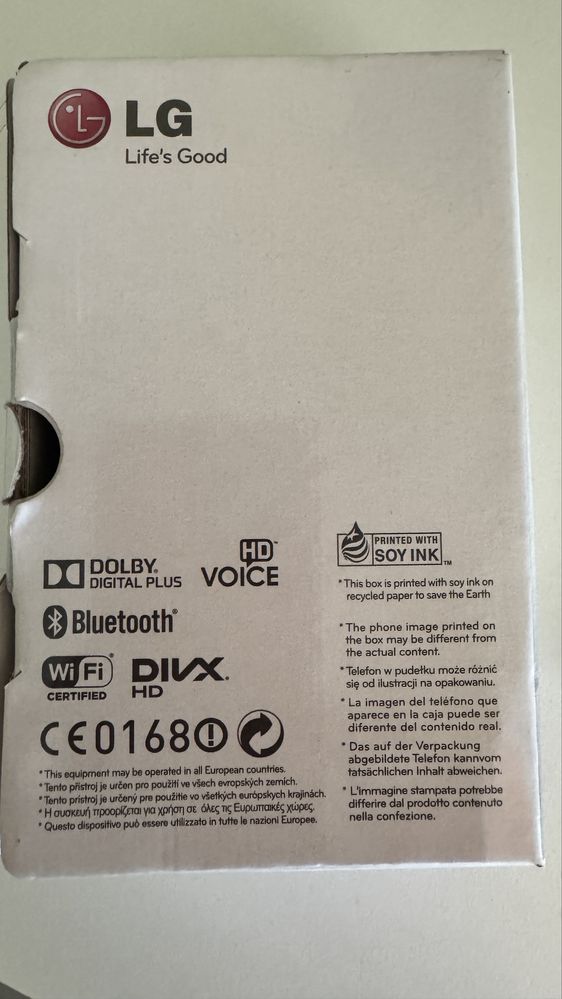 LG
Life's Good
DOLBY®
DIGITAL PLUS
HD™
VOICE
Bluetooth®
Wi Fi®
CERTIFIED
DIVX®
HD
CE0168
PRINTED WITH
SOY INK™
*This box is printed with soy ink on
recycled paper to save the Earth
*The phone image printed on
the box may be different from
the actual content.
*Telefon w pudełku może różnić
się od ilustracji na opakowaniu.
* La imagen del teléfono que
aparece en la caja puede ser
diferente del contenido real.
* Das auf der Verpackung
abgebildete Telefon kannvom
tatsächlichen Inhalt abweichen.
* L'immagine stampata potrebbe
differire dal prodotto contenuto
nella confezione.
*This equipment may be operated in all European countries.
*Tento přístroj je určen pro použití ve všech evropských zemích.
*Tento prístroj je určený pre použitie vo všetkých európskych krajinách.
*Η συσκευή προορίζεται για χρήση σε όλες τις Ευρωπαϊκές χώρες.
*Questo dispositivo può essere utilizzato in tutte le nazioni Europee.